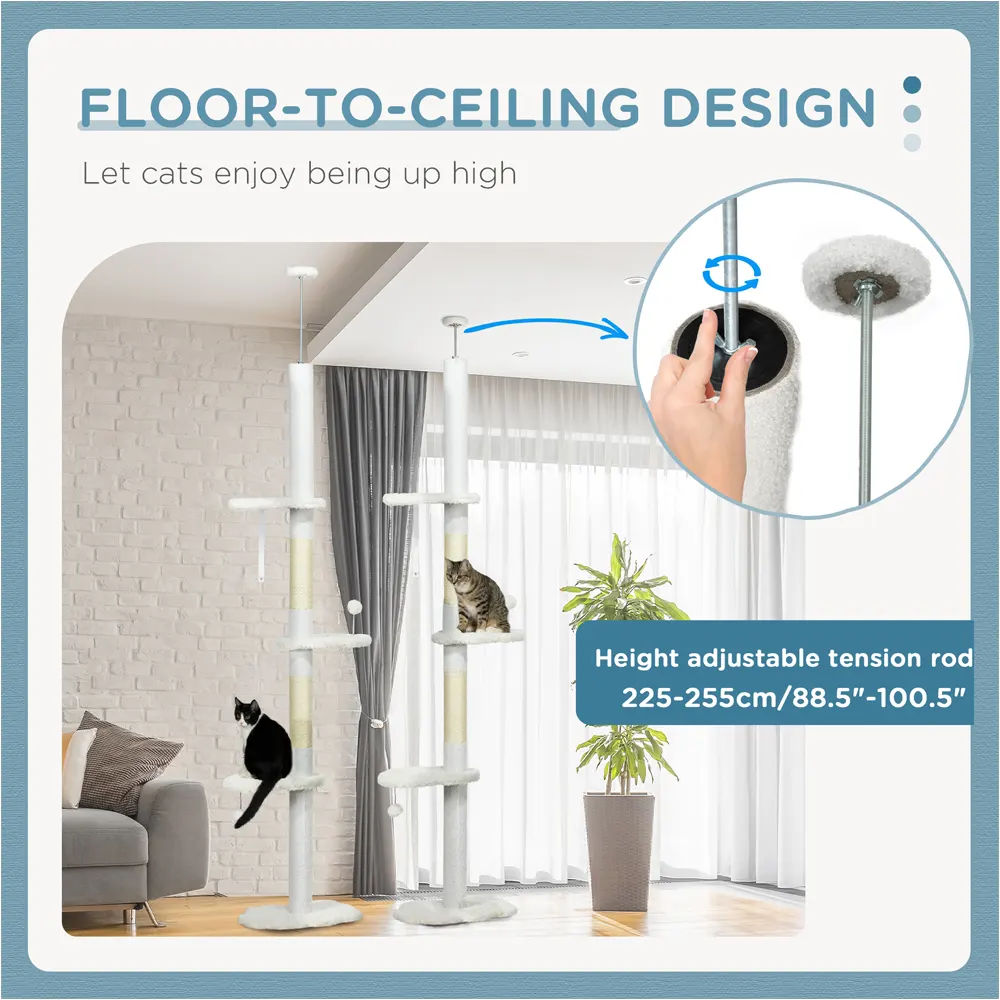 FLOOR-TO-CEILING DESIGN
Let cats enjoy being up high
Height adjustable tension rod
225-255cm/88.5"-100.5"